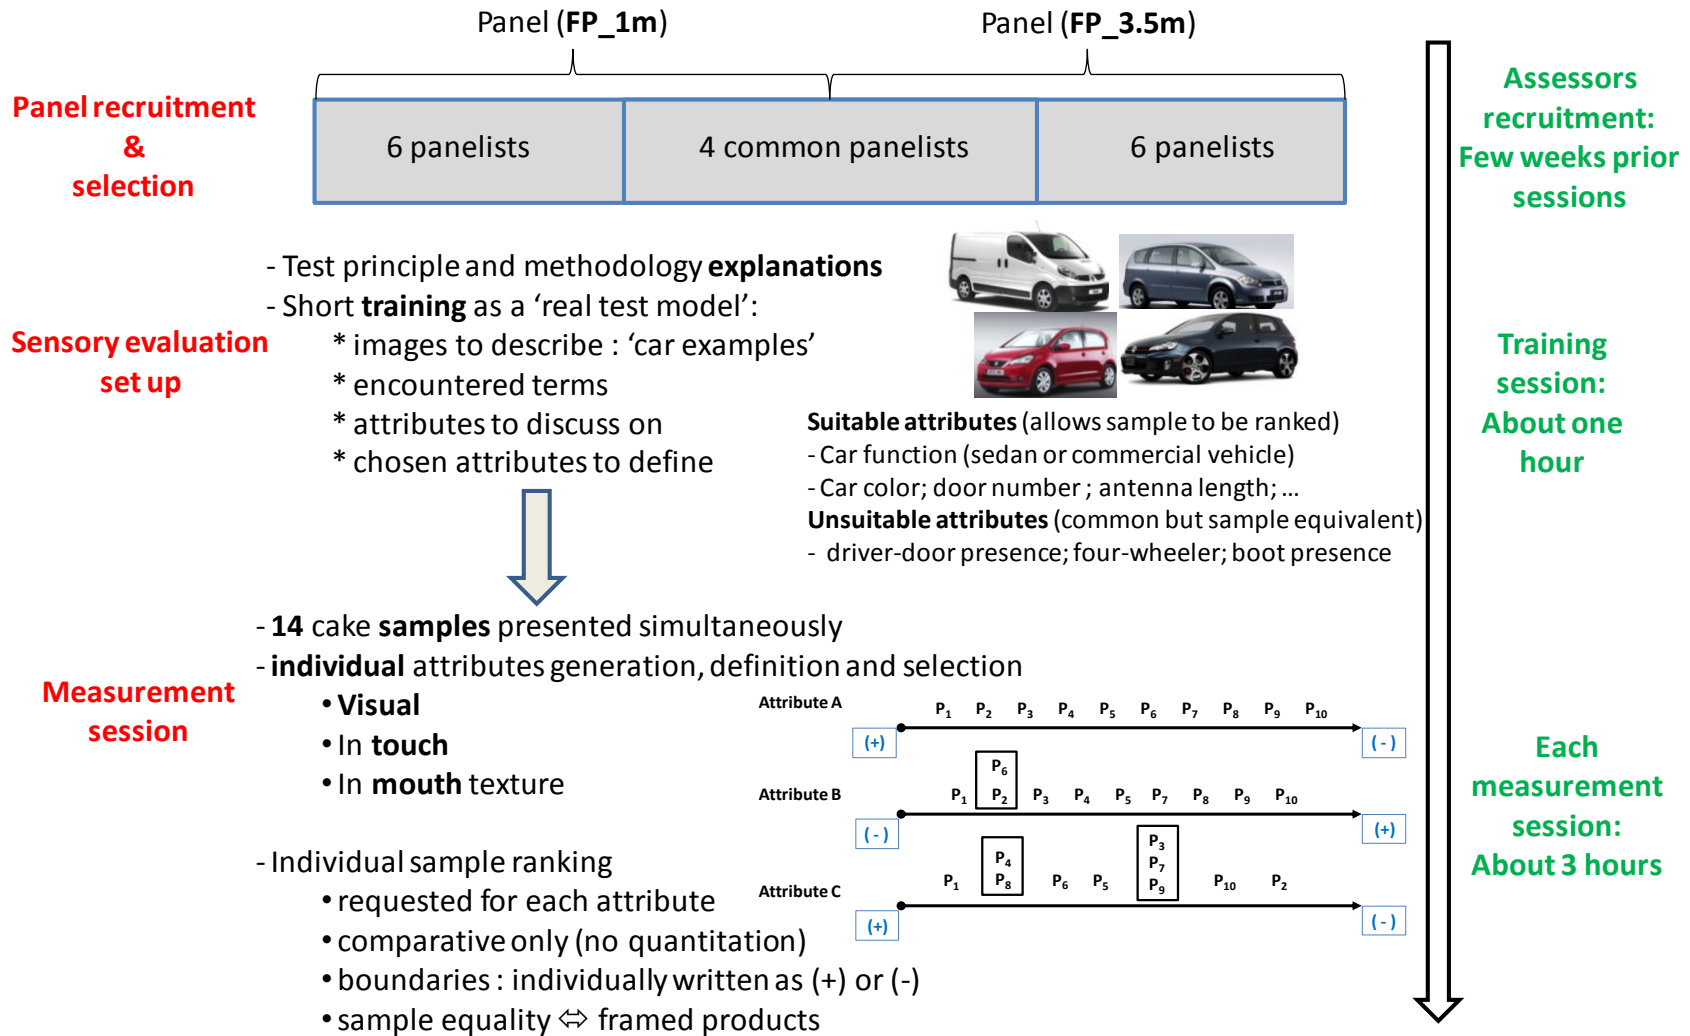 Panel (FP_1m)
Panel (FP_3.5m)
Panel recruitment
&
selection
6 panelists
4 common panelists
6 panelists
Assessors
recruitment:
Few weeks prior
sessions
Sensory evaluation
set up
- Test principle and methodology explanations
- Short training as a ‘real test model’:
* images to describe : ‘car examples’
* encountered terms
* attributes to discuss on
* chosen attributes to define
Suitable attributes (allows sample to be ranked)
- Car function (sedan or commercial vehicle)
- Car color; door number ; antenna length; ...
Unsuitable attributes (common but sample equivalent)
- driver-door presence; four-wheeler; boot presence
Training
session:
About one
hour
Measurement
session
- 14 cake samples presented simultaneously
- individual attributes generation, definition and selection
• Visual
• In touch
• In mouth texture
- Individual sample ranking
• requested for each attribute
• comparative only (no quantitation)
• boundaries : individually written as (+) or (-)
• sample equality ⇔ framed products
Attribute A
P1 P2 P3 P4 P5 P6 P7 P8 P9 P10
(+)
(-)
P6
Attribute B
P1 P2 P3 P4 P5 P7 P8 P9 P10
(-)
(+)
P3
P4
P7
Attribute C
P1 P8 P6 P5 P9 P10 P2
(+)
(-)
Each
measurement
session:
About 3 hours